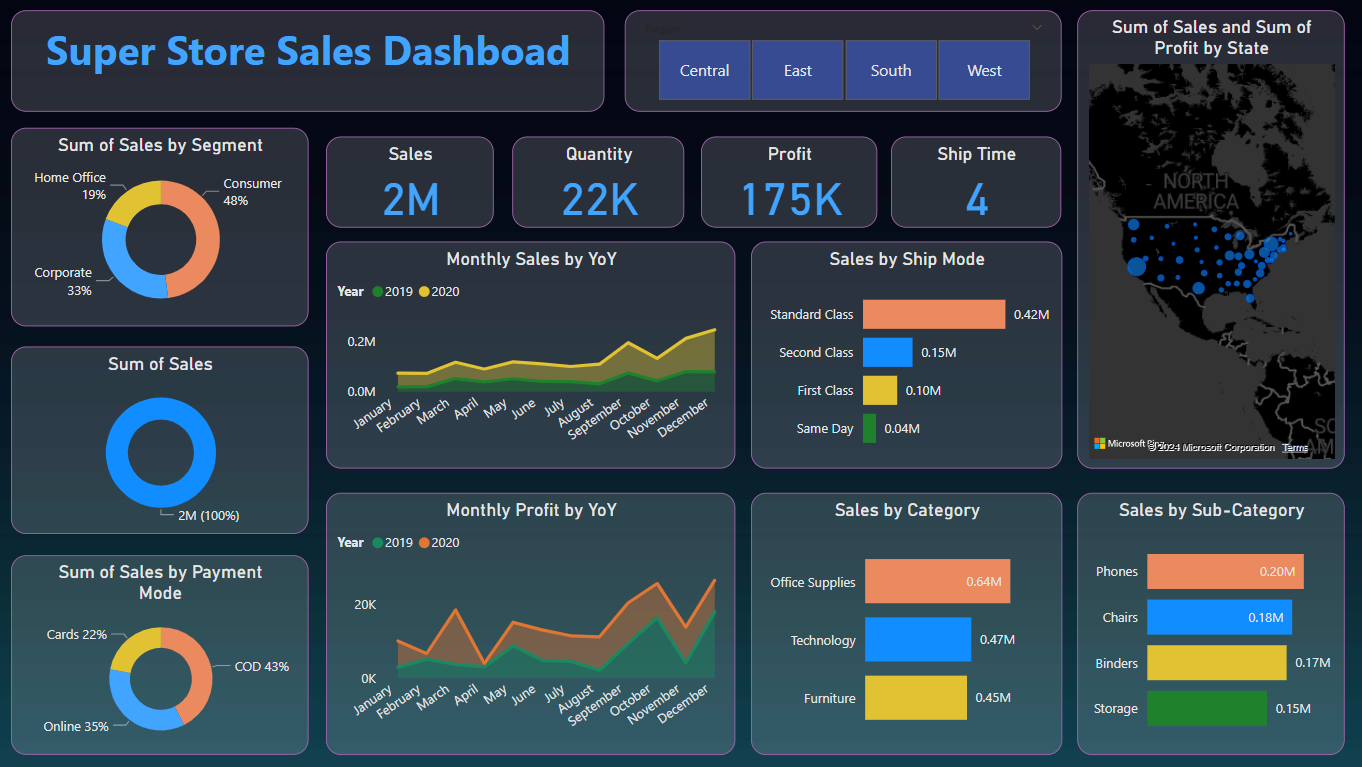 Super Store Sales Dashboad
Region
Central
East
South
West
Sum of Sales and Sum of
Profit by State
NORTH
AMERICA
Microsoft Bing
© 2024 Microsoft Corporation
Terms
Sum of Sales by Segment
Home Office
19%
Consumer
48%
Corporate
33%
Sales
2M
Quantity
22K
Profit
175K
Ship Time
4
Monthly Sales by YoY
Year
2019
2020
0.2M
0.0M
January
February
March
April
May
June
July
August
September
October
November
December
Sales by Ship Mode
Standard Class
0.42M
Second Class
0.15M
First Class
0.10M
Same Day
0.04M
Sum of Sales
2M (100%)
Sum of Sales by Payment
Mode
Cards 22%
COD 43%
Online 35%
Monthly Profit by YoY
Year
2019
2020
20K
0K
January
February
March
April
May
June
July
August
September
October
November
December
Sales by Category
Office Supplies
0.64M
Technology
0.47M
Furniture
0.45M
Sales by Sub-Category
Phones
0.20M
Chairs
0.18M
Binders
0.17M
Storage
0.15M